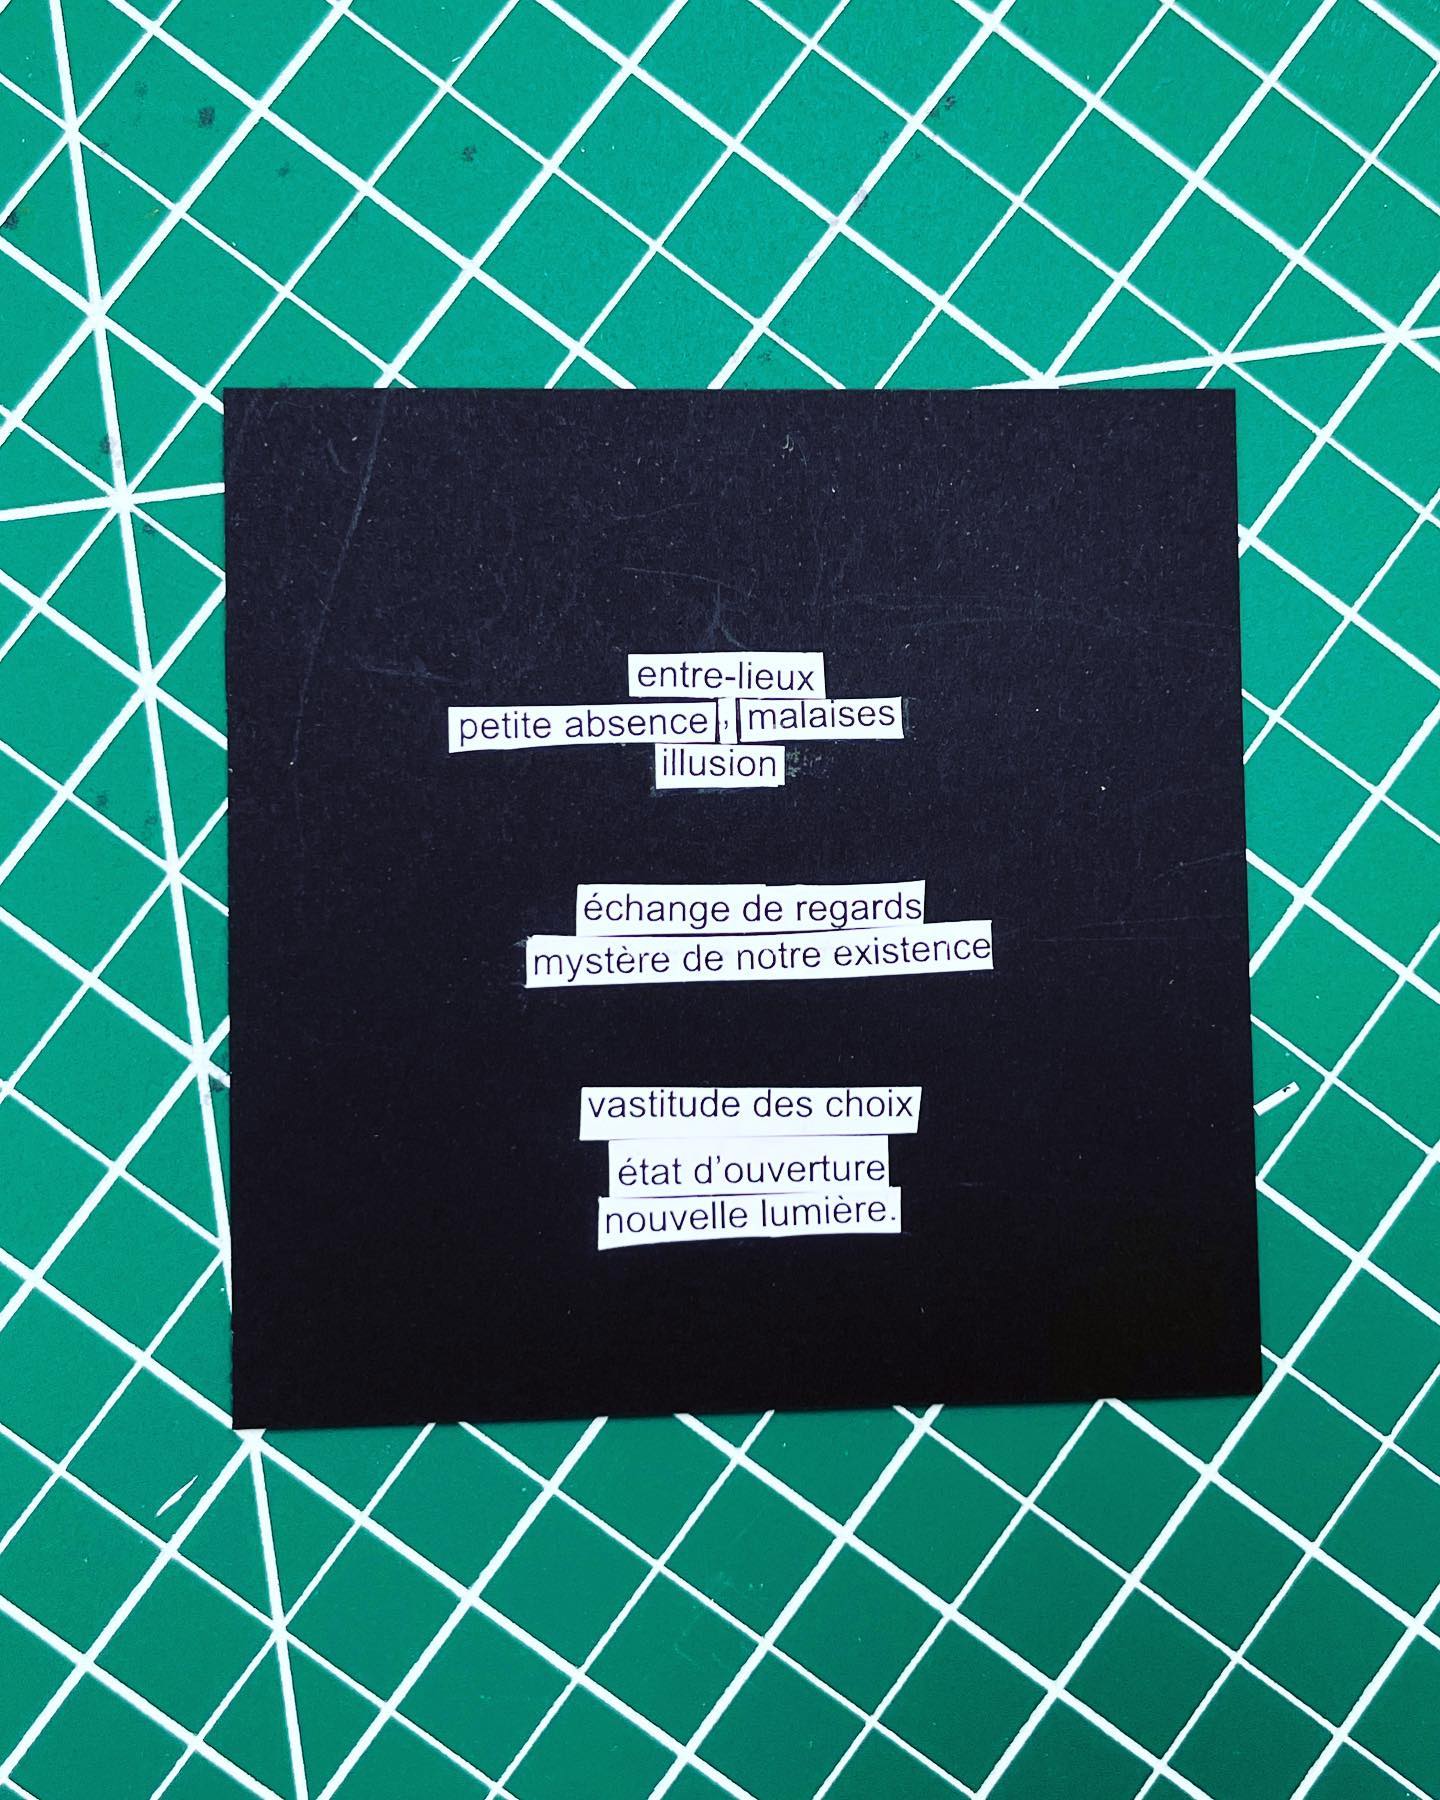 entre-lieux
petite absence, malaises
illusion
échange de regards
mystère de notre existence
vastitude des choix
état d’ouverture
nouvelle lumière.